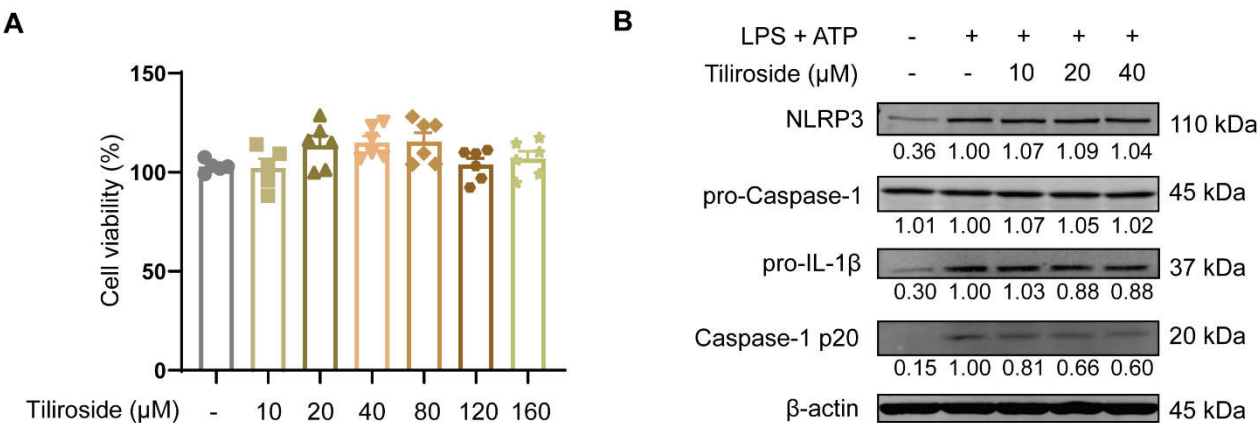 A
Cell viability (%)
150
100
50
0
Tiliroside (μM) - 10 20 40 80 120 160
B
LPS + ATP - + + + +
Tiliroside (μM) - - 10 20 40
NLRP3 110 kDa
0.36 1.00 1.07 1.09 1.04
pro-Caspase-1 45 kDa
1.01 1.00 1.07 1.05 1.02
pro-IL-1β 37 kDa
0.30 1.00 1.03 0.88 0.88
Caspase-1 p20 20 kDa
0.15 1.00 0.81 0.66 0.60
β-actin 45 kDa